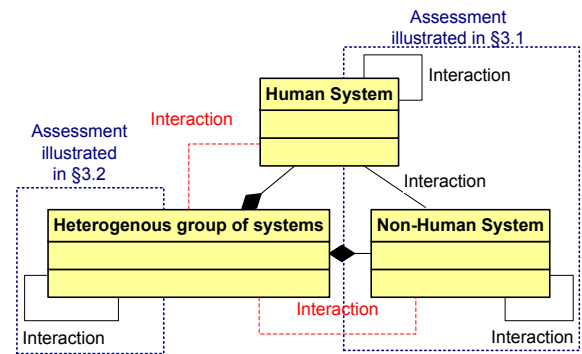 Assessment
illustrated in §3.1
Interaction
Human System
Interaction
Assessment
illustrated
in §3.2
Interaction
Heterogenous group of systems
Non-Human System
Interaction
Interaction
Interaction